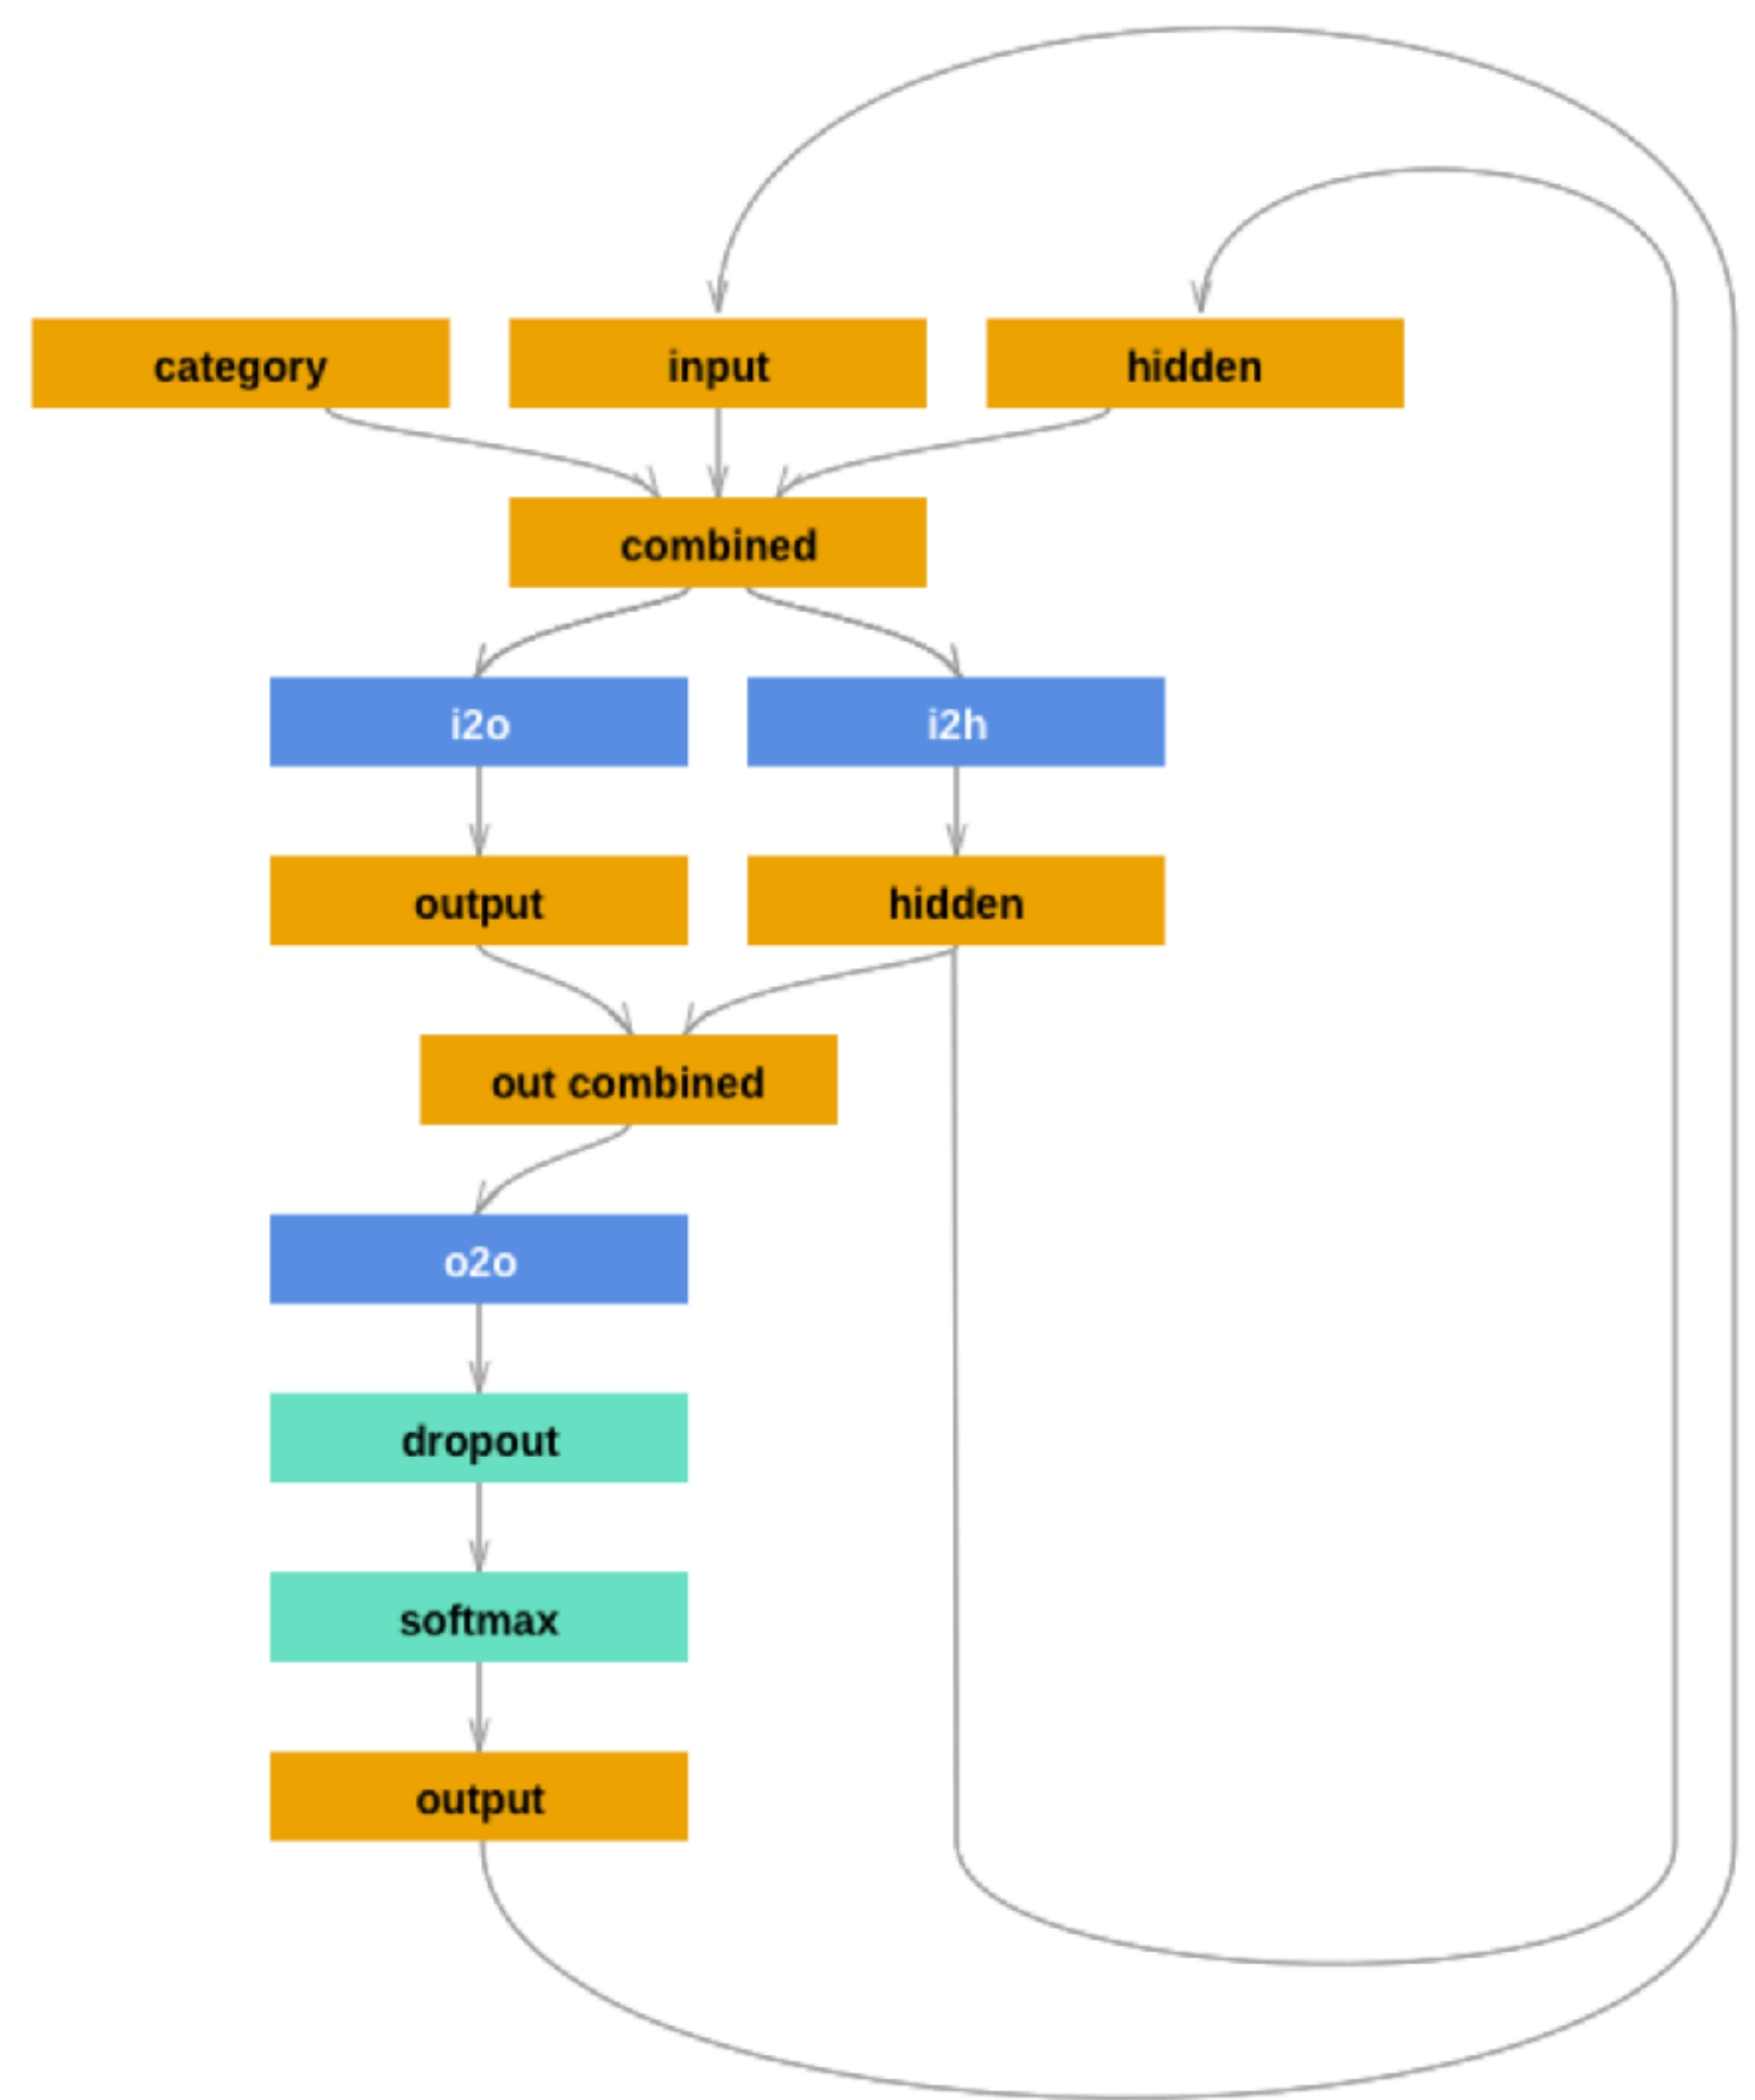 category
input
hidden
combined
i2o
i2h
output
hidden
out combined
o2o
dropout
softmax
output